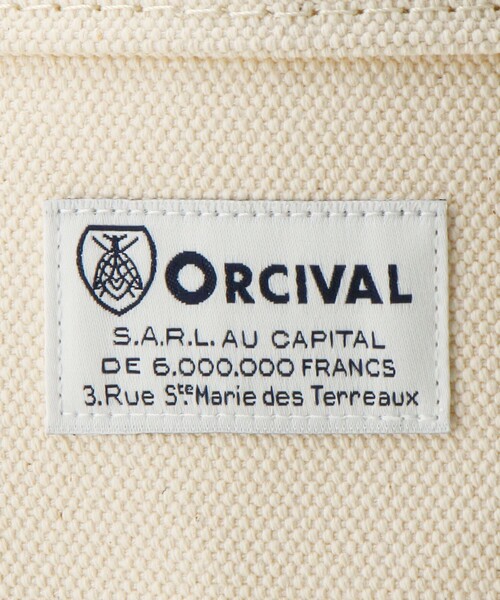 ORCIVAL
S.A.R.L. AU CAPITAL
DE 6.000.000 FRANCS
3.Rue Ste.Marie des Terreaux